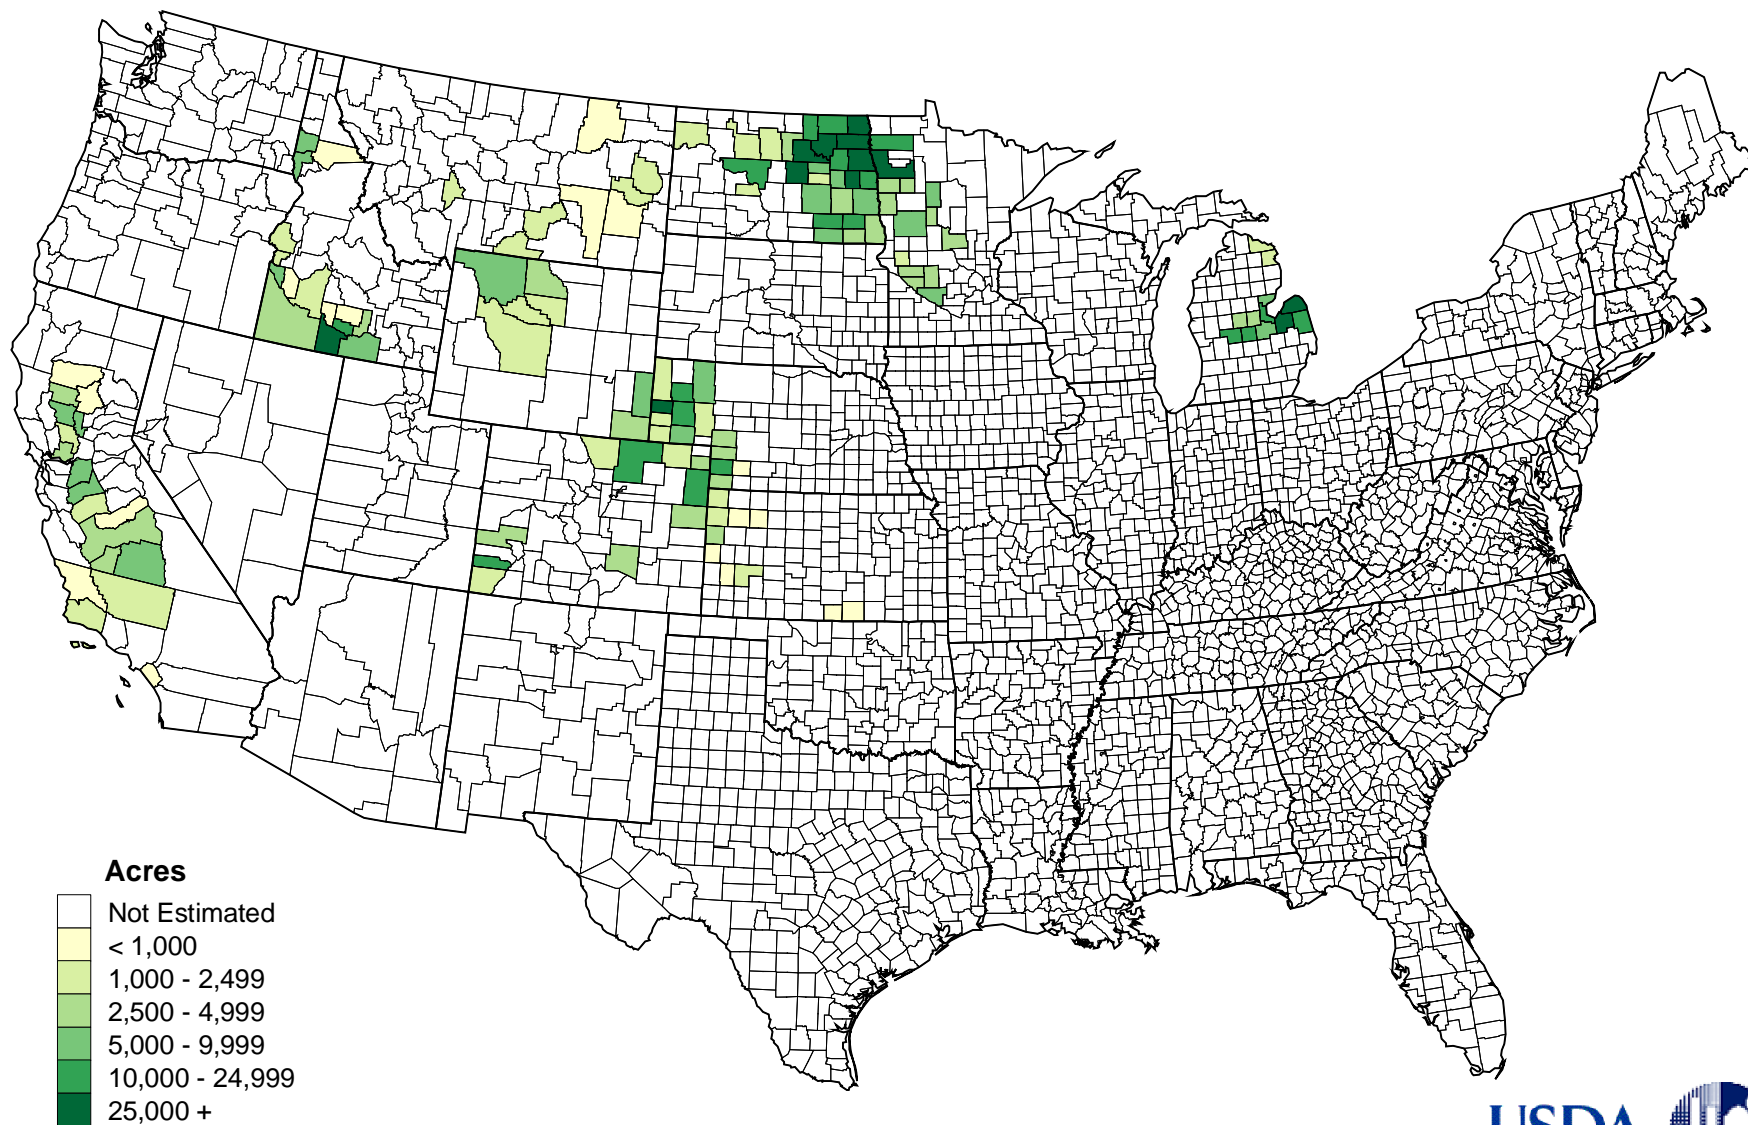 Acres
Not Estimated
< 1,000
1,000 - 2,499
2,500 - 4,999
5,000 - 9,999
10,000 - 24,999
25,000 +
USDA